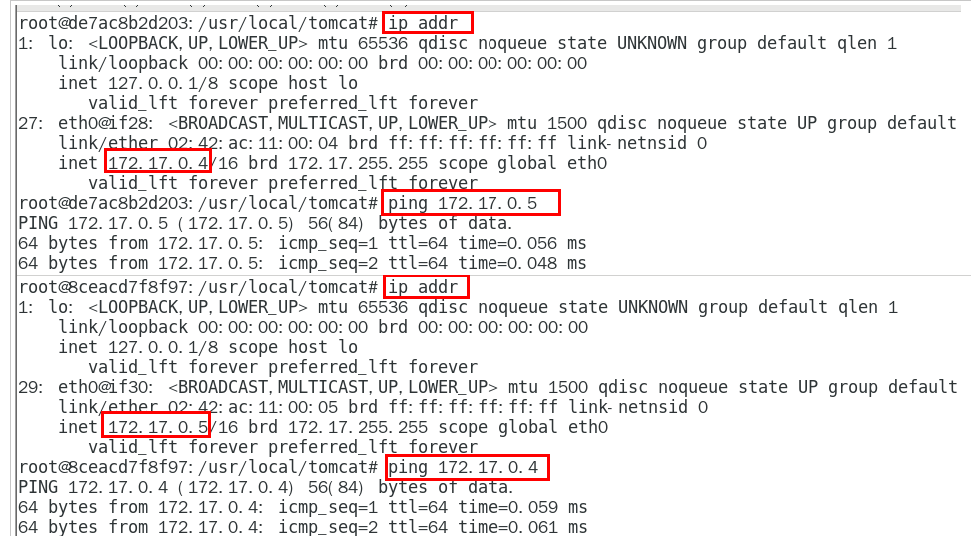 root@de7ac8b2d203:/usr/local/tomcat# ip addr
1: lo: <LOOPBACK,UP,LOWER_UP> mtu 65536 qdisc noqueue state UNKNOWN group default qlen 1
link/loopback 00:00:00:00:00:00 brd 00:00:00:00:00:00
inet 127.0.0.1/8 scope host lo
valid_lft forever preferred_lft forever
27: eth0@if28: <BROADCAST,MULTICAST,UP,LOWER_UP> mtu 1500 qdisc noqueue state UP group default
link/ether 02:42:ac:11:00:04 brd ff:ff:ff:ff:ff:ff link-netnsid 0
inet 172.17.0.4/16 brd 172.17.255.255 scope global eth0
valid_lft forever preferred_lft forever
root@de7ac8b2d203:/usr/local/tomcat# ping 172.17.0.5
PING 172.17.0.5 (172.17.0.5) 56(84) bytes of data.
64 bytes from 172.17.0.5: icmp_seq=1 ttl=64 time=0.056 ms
64 bytes from 172.17.0.5: icmp_seq=2 ttl=64 time=0.048 ms
root@8ceacd7f8f97:/usr/local/tomcat# ip addr
1: lo: <LOOPBACK,UP,LOWER_UP> mtu 65536 qdisc noqueue state UNKNOWN group default qlen 1
link/loopback 00:00:00:00:00:00 brd 00:00:00:00:00:00
inet 127.0.0.1/8 scope host lo
valid_lft forever preferred_lft forever
29: eth0@if30: <BROADCAST,MULTICAST,UP,LOWER_UP> mtu 1500 qdisc noqueue state UP group default
link/ether 02:42:ac:11:00:05 brd ff:ff:ff:ff:ff:ff link-netnsid 0
inet 172.17.0.5/16 brd 172.17.255.255 scope global eth0
valid_lft forever preferred_lft forever
root@8ceacd7f8f97:/usr/local/tomcat# ping 172.17.0.4
PING 172.17.0.4 (172.17.0.4) 56(84) bytes of data.
64 bytes from 172.17.0.4: icmp_seq=1 ttl=64 time=0.059 ms
64 bytes from 172.17.0.4: icmp_seq=2 ttl=64 time=0.061 ms